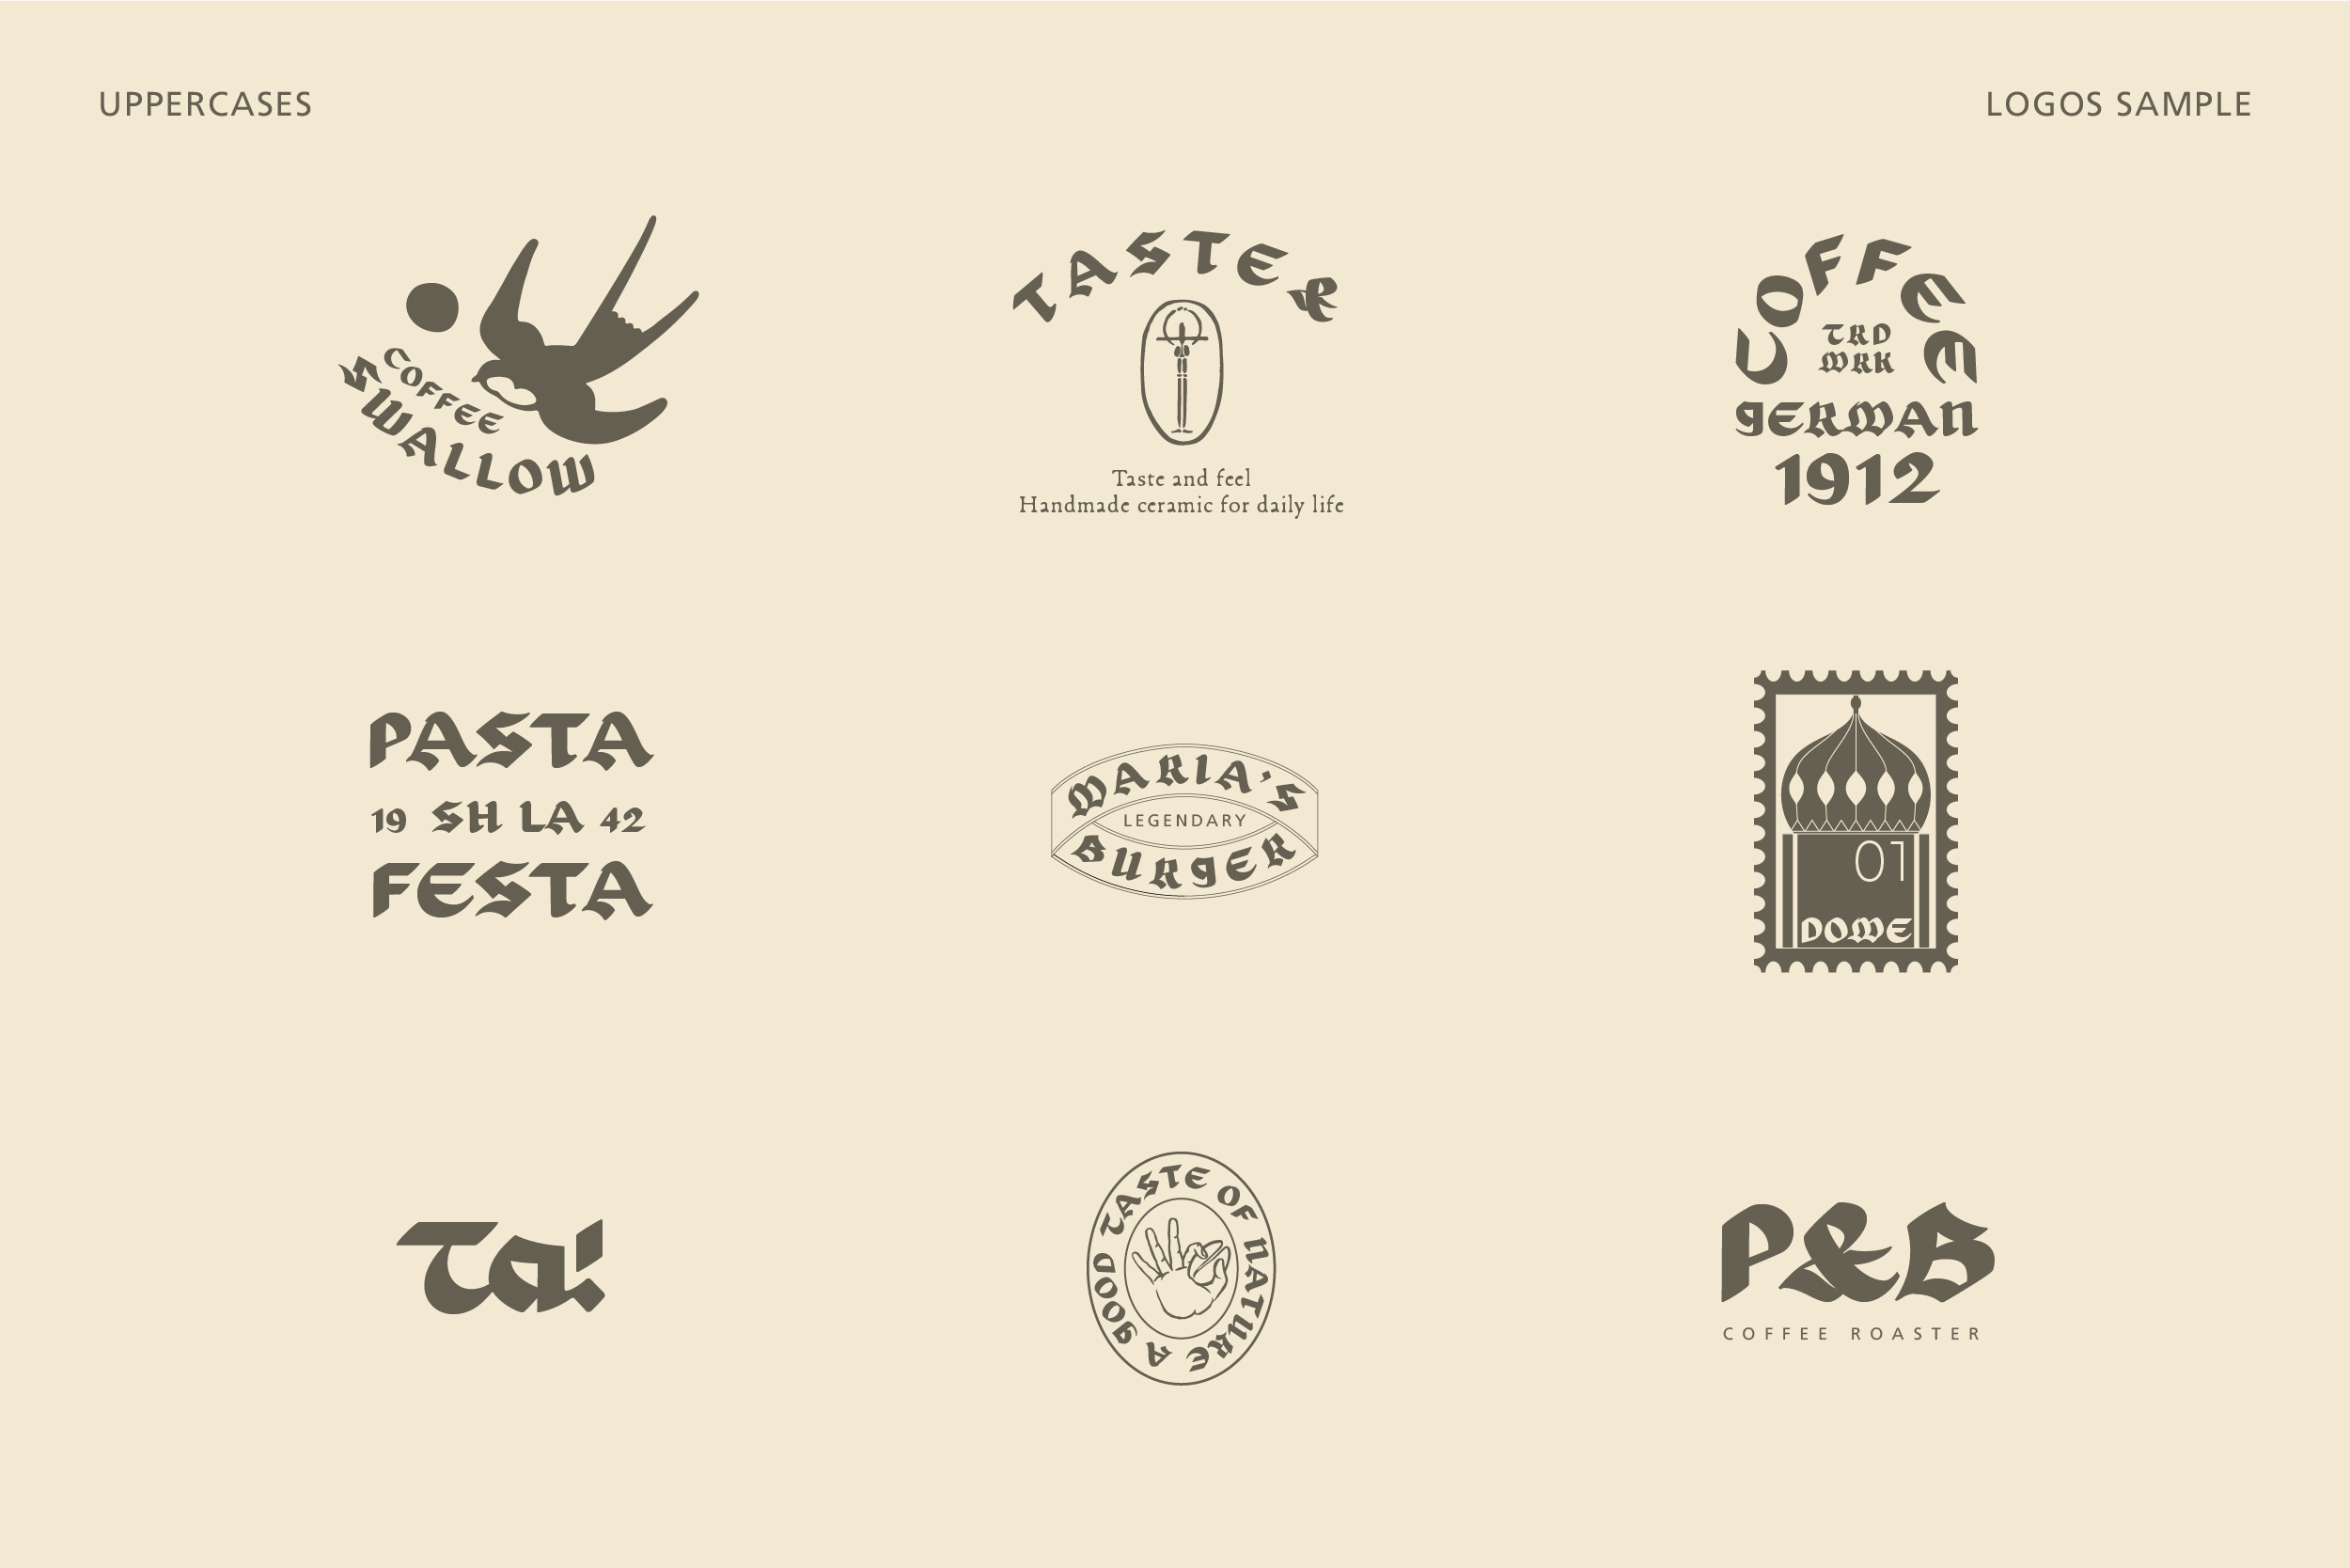 UPPERCASES
LOGOS SAMPLE
COFFEE
SWALLOW
TASTER
Taste and feel
Handmade ceramic for daily life
COFFEE
TRD
MRK
GERMAN
1912
PASTA
19 SH LA 42
FESTA
MARIA'S
LEGENDARY
BURGER
01
DOME
Ta!
A GOOD TASTE OF NATURE
P&B
COFFEE ROASTER